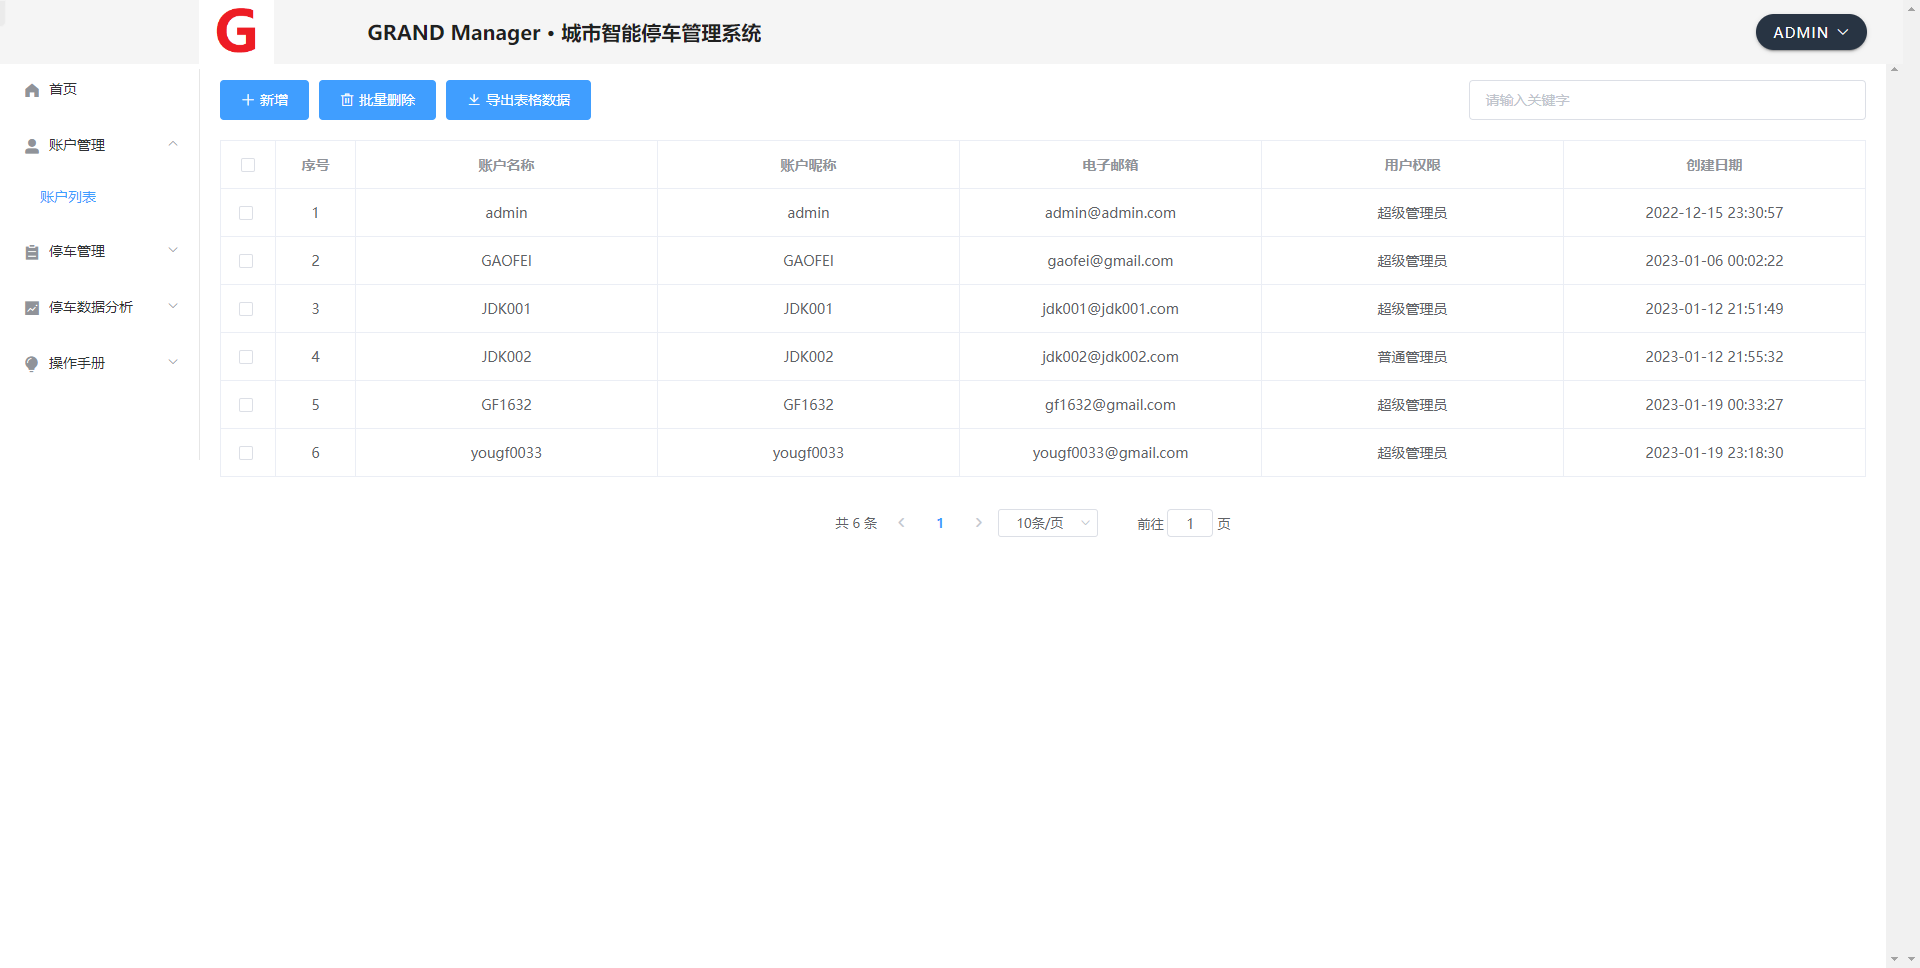 G
GRAND Manager • 城市智能停车管理系统
ADMIN
首页
账户管理
账户列表
停车管理
停车数据分析
操作手册
新增 批量删除 导出表格数据
请输入关键字
序号 账户名称 账户昵称 电子邮箱 用户权限 创建日期
1 admin admin admin@admin.com 超级管理员 2022-12-15 23:30:57
2 GAOFEI GAOFEI gaofei@gmail.com 超级管理员 2023-01-06 00:02:22
3 JDK001 JDK001 jdk001@jdk001.com 超级管理员 2023-01-12 21:51:49
4 JDK002 JDK002 jdk002@jdk002.com 普通管理员 2023-01-12 21:55:32
5 GF1632 GF1632 gf1632@gmail.com 超级管理员 2023-01-19 00:33:27
6 yougf0033 yougf0033 yougf0033@gmail.com 超级管理员 2023-01-19 23:18:30
共 6 条 1 10条/页 前往 1 页